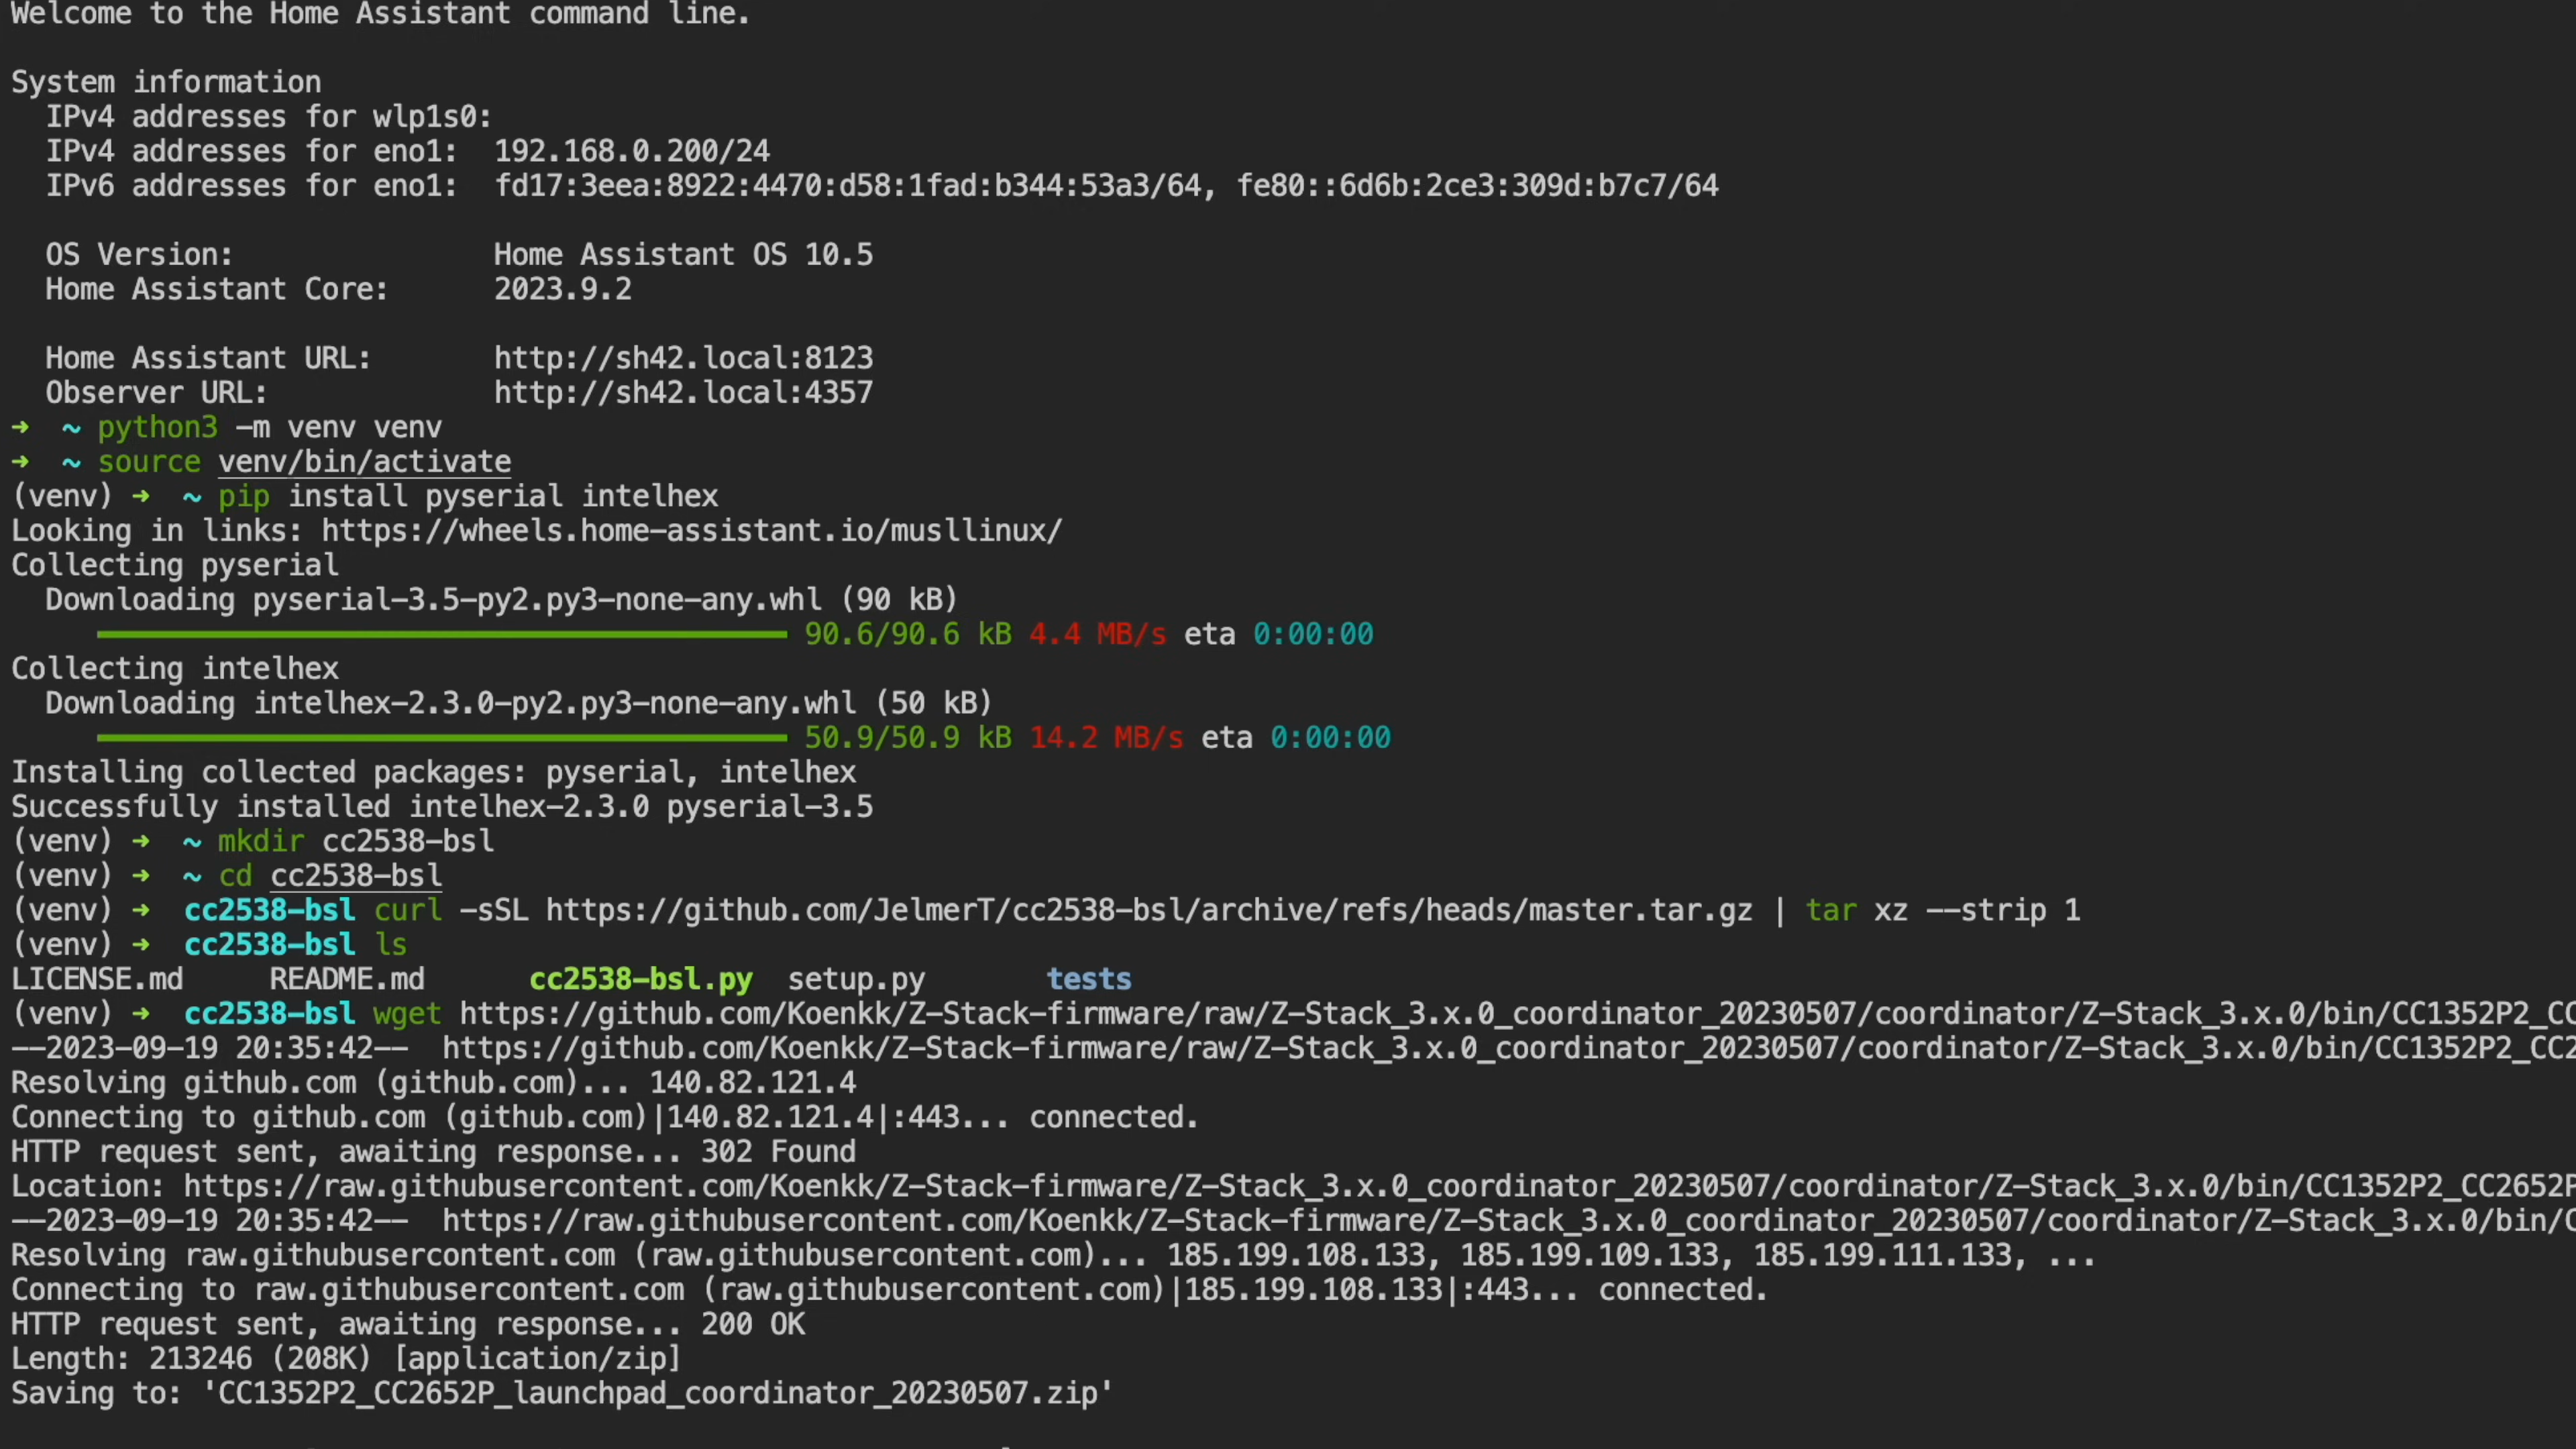 Welcome to the Home Assistant command line.
System information
IPv4 addresses for wlp1s0:
IPv4 addresses for eno1: 192.168.0.200/24
IPv6 addresses for eno1: fd17:3eea:8922:4470:d58:1fad:b344:53a3/64, fe80::6d6b:2ce3:309d:b7c7/64
OS Version: Home Assistant OS 10.5
Home Assistant Core: 2023.9.2
Home Assistant URL: http://sh42.local:8123
Observer URL: http://sh42.local:4357
➜ ~ python3 -m venv venv
➜ ~ source venv/bin/activate
(venv) ➜ ~ pip install pyserial intelhex
Looking in links: https://wheels.home-assistant.io/musllinux/
Collecting pyserial
Downloading pyserial-3.5-py2.py3-none-any.whl (90 kB)
90.6/90.6 kB 4.4 MB/s eta 0:00:00
Collecting intelhex
Downloading intelhex-2.3.0-py2.py3-none-any.whl (50 kB)
50.9/50.9 kB 14.2 MB/s eta 0:00:00
Installing collected packages: pyserial, intelhex
Successfully installed intelhex-2.3.0 pyserial-3.5
(venv) ➜ ~ mkdir cc2538-bsl
(venv) ➜ ~ cd cc2538-bsl
(venv) ➜ cc2538-bsl curl -sSL https://github.com/JelmerT/cc2538-bsl/archive/refs/heads/master.tar.gz | tar xz --strip 1
(venv) ➜ cc2538-bsl ls
LICENSE.md README.md cc2538-bsl.py setup.py tests
(venv) ➜ cc2538-bsl wget https://github.com/Koenkk/Z-Stack-firmware/raw/Z-Stack_3.x.0_coordinator_20230507/coordinator/Z-Stack_3.x.0/bin/CC1352P2_CC
--2023-09-19 20:35:42-- https://github.com/Koenkk/Z-Stack-firmware/raw/Z-Stack_3.x.0_coordinator_20230507/coordinator/Z-Stack_3.x.0/bin/CC1352P2_CC2
Resolving github.com (github.com)... 140.82.121.4
Connecting to github.com (github.com)|140.82.121.4|:443... connected.
HTTP request sent, awaiting response... 302 Found
Location: https://raw.githubusercontent.com/Koenkk/Z-Stack-firmware/Z-Stack_3.x.0_coordinator_20230507/coordinator/Z-Stack_3.x.0/bin/CC1352P2_CC2652P
--2023-09-19 20:35:42-- https://raw.githubusercontent.com/Koenkk/Z-Stack-firmware/Z-Stack_3.x.0_coordinator_20230507/coordinator/Z-Stack_3.x.0/bin/C
Resolving raw.githubusercontent.com (raw.githubusercontent.com)... 185.199.108.133, 185.199.109.133, 185.199.111.133, ...
Connecting to raw.githubusercontent.com (raw.githubusercontent.com)|185.199.108.133|:443... connected.
HTTP request sent, awaiting response... 200 OK
Length: 213246 (208K) [application/zip]
Saving to: 'CC1352P2_CC2652P_launchpad_coordinator_20230507.zip'